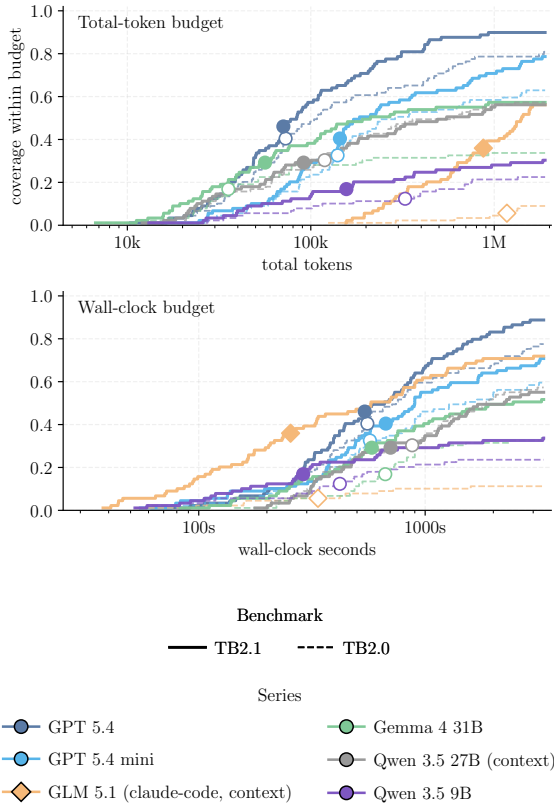 Total-token budget
coverage within budget
1.0
0.8
0.6
0.4
0.2
0.0
10k
100k
1M
total tokens
Wall-clock budget
1.0
0.8
0.6
0.4
0.2
0.0
100s
1000s
wall-clock seconds
Benchmark
TB2.1
TB2.0
Series
GPT 5.4
GPT 5.4 mini
GLM 5.1 (claude-code, context)
Gemma 4 31B
Qwen 3.5 27B (context)
Qwen 3.5 9B